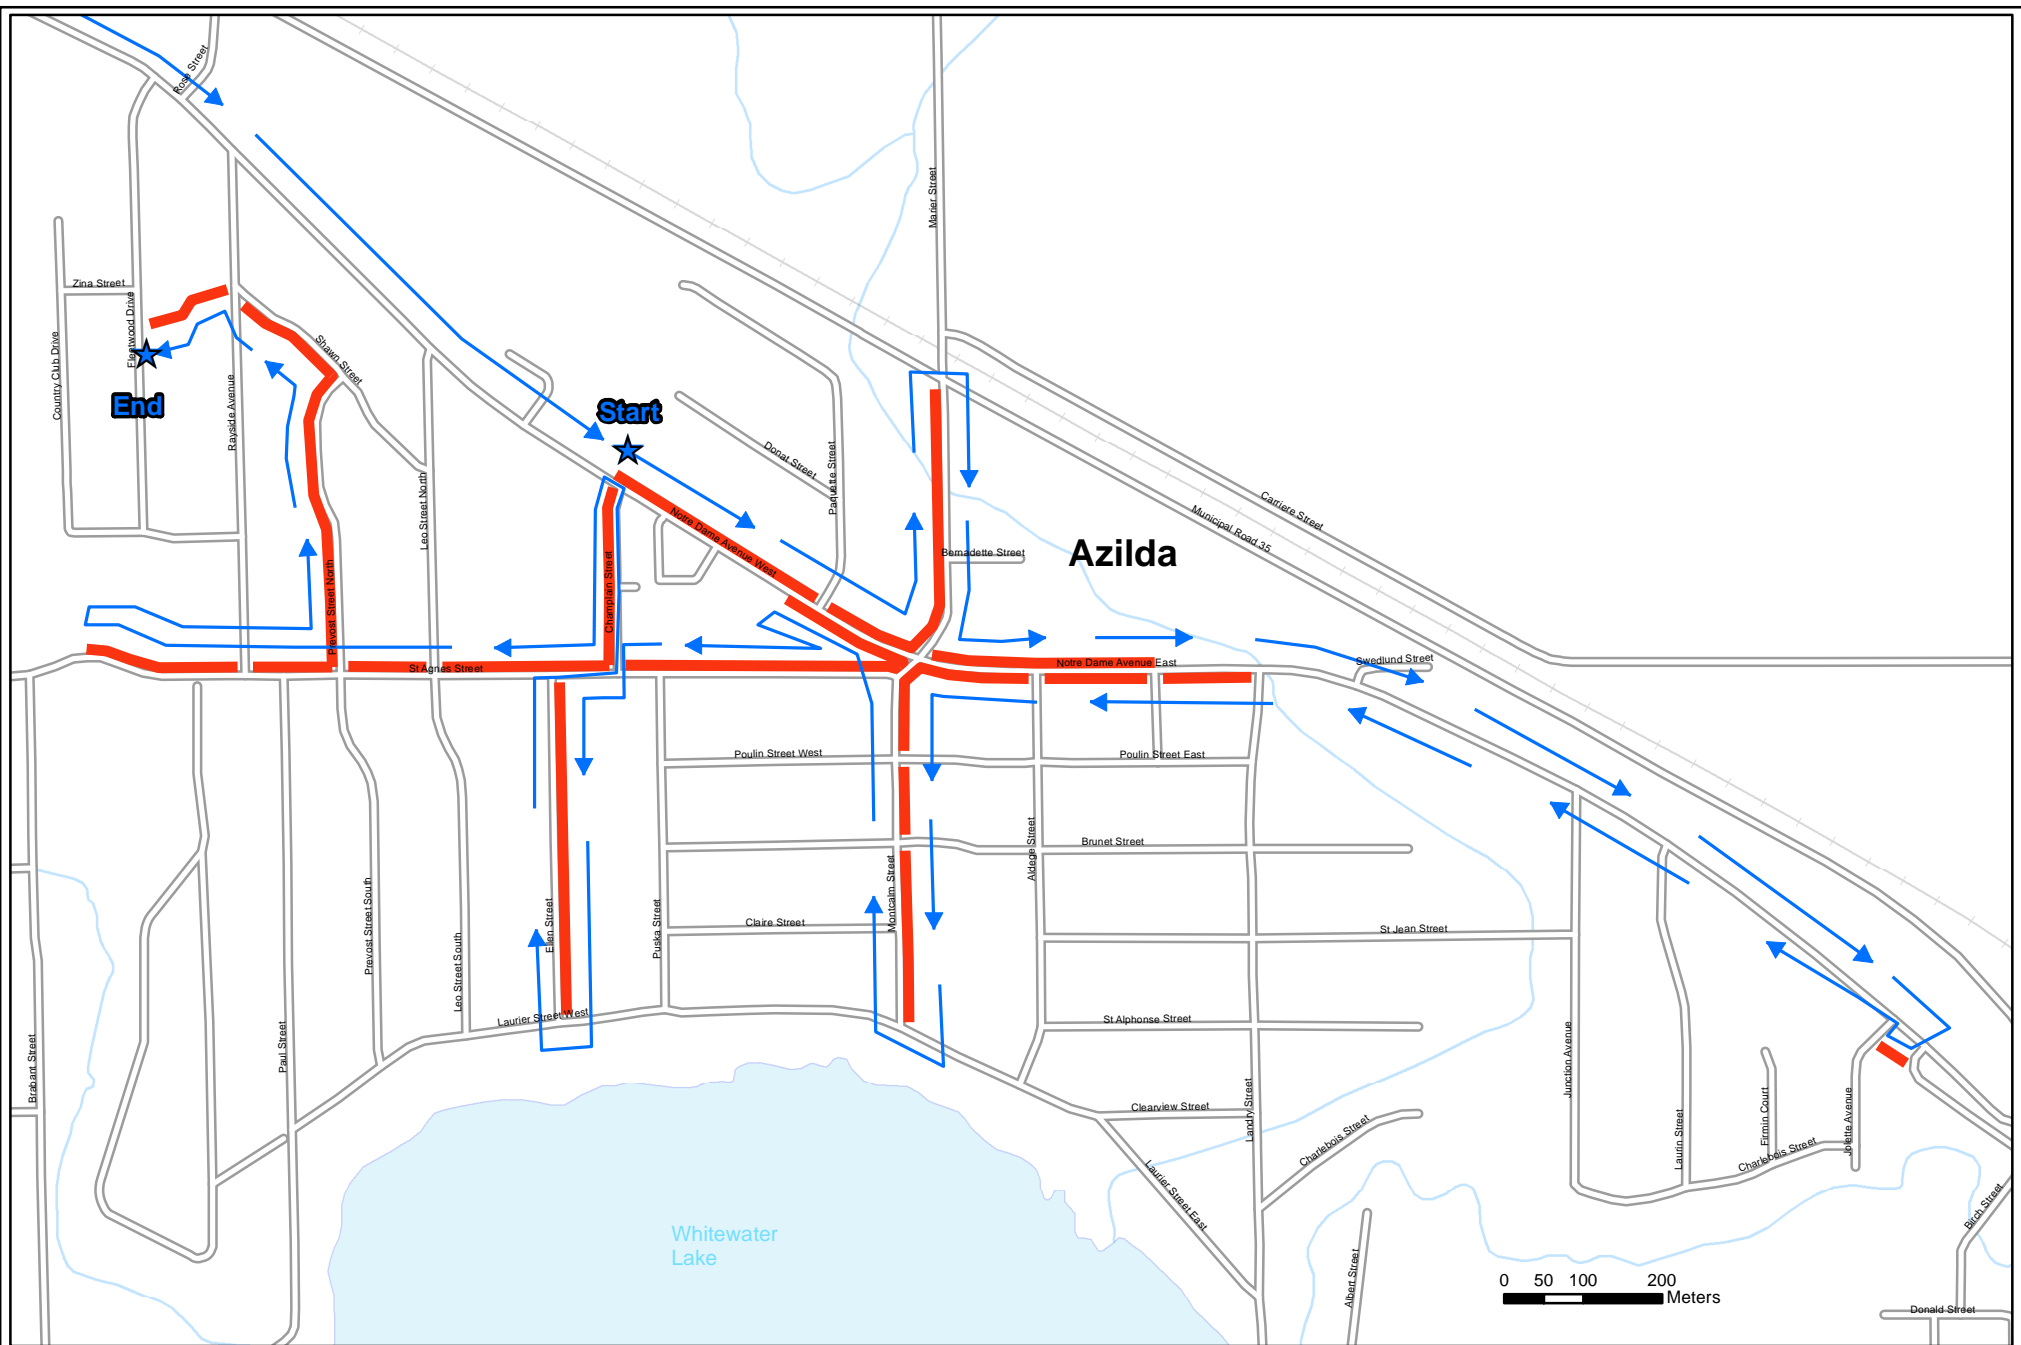 Rose Street
Marier Street
Zina Street
Fleetwood Drive
Country Club Drive
Shawn Street
Rayside Avenue
End
Start
Donat Street
Paquette Street
Leo Street North
Notre Dame Avenue West
Carriere Street
Municipal Road 35
Bernadette Street
Azilda
Champlain Street
Prevost Street North
St Agnes Street
Notre Dame Avenue East
Swedlund Street
Poulin Street West
Poulin Street East
Aldege Street
Brunet Street
Montcalm Street
Claire Street
St Jean Street
Ellen Street
Puska Street
Prevost Street South
Leo Street South
Laurier Street West
St Alphonse Street
Paul Street
Brabant Street
Junction Avenue
Clearview Street
Landry Street
Charlebois Street
Laurin Street
Firmin Court
Charlebois Street
Joliette Avenue
Laurier Street East
Birch Street
Whitewater
Lake
Albert Street
0 50 100 200
Meters
Donald Street